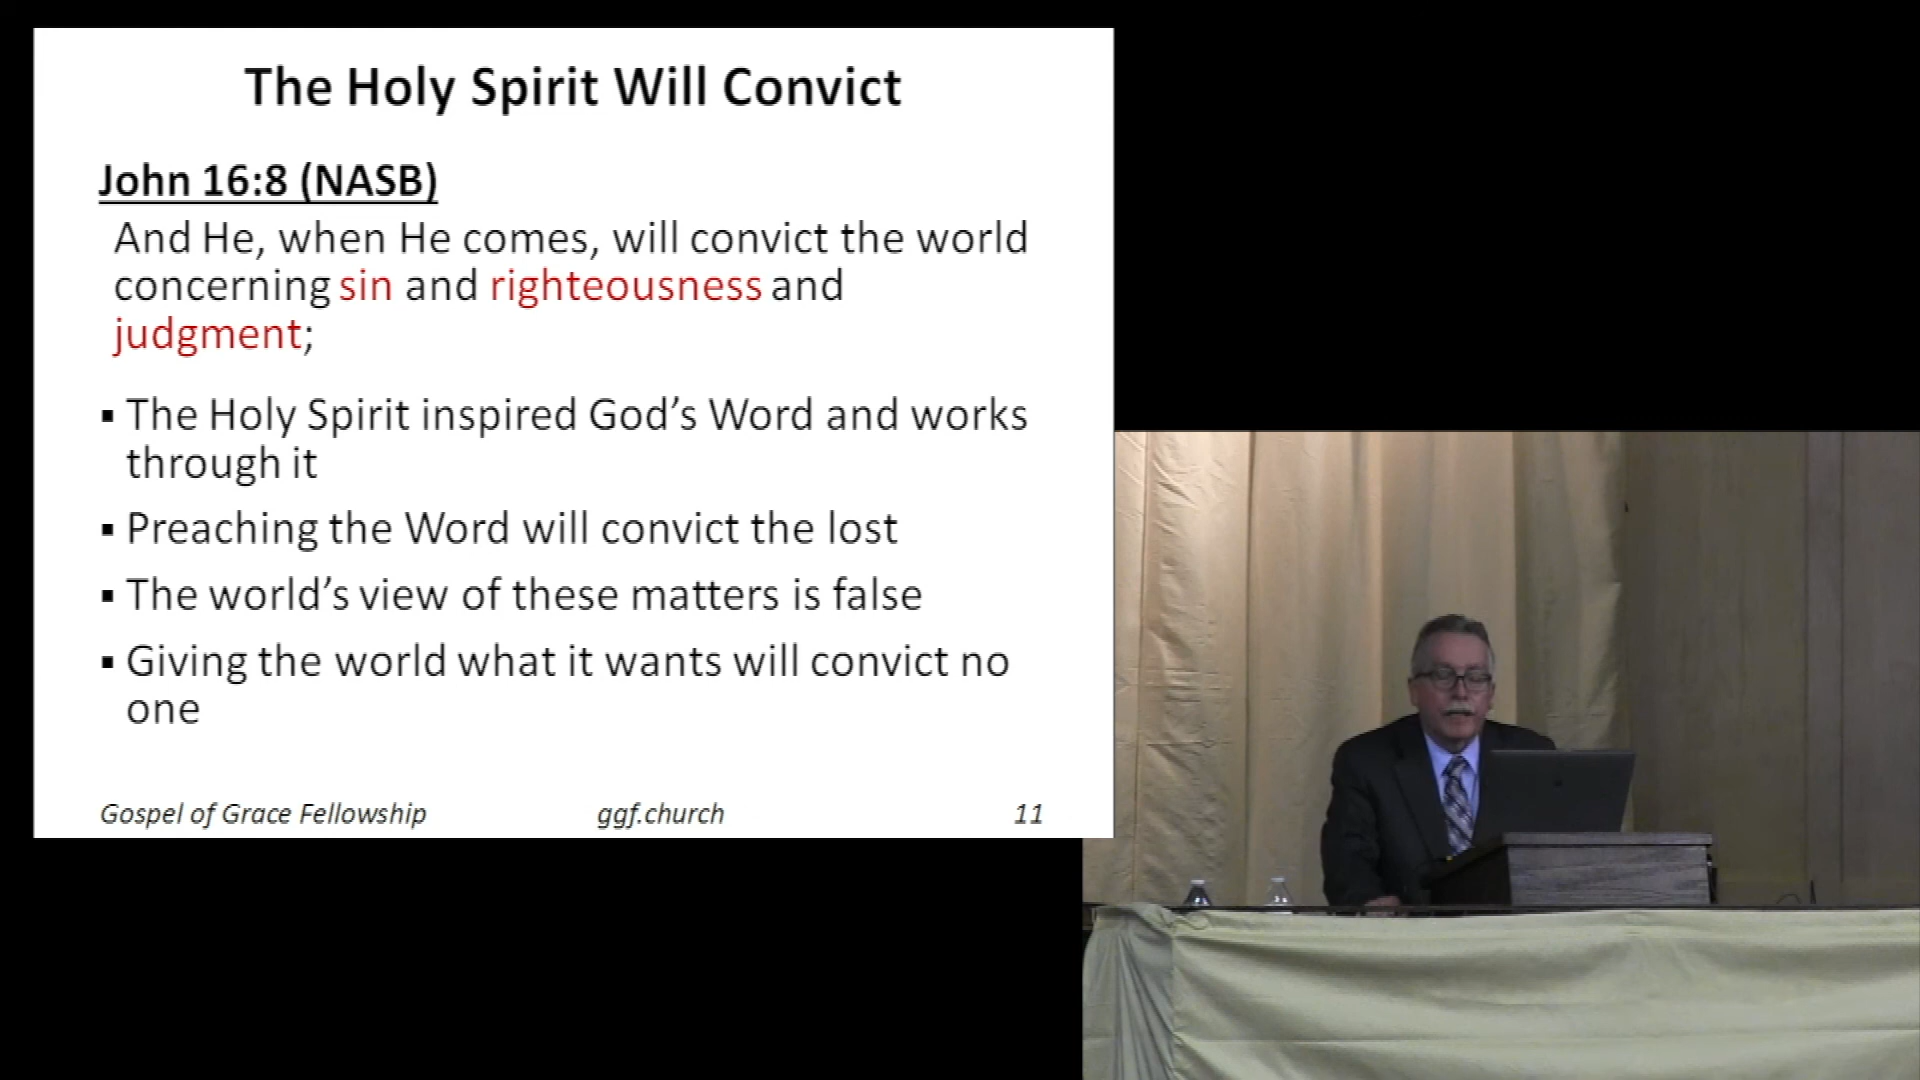 The Holy Spirit Will Convict
John 16:8 (NASB)
And He, when He comes, will convict the world
concerning sin and righteousness and
judgment;
▪ The Holy Spirit inspired God’s Word and works
through it
▪ Preaching the Word will convict the lost
▪ The world’s view of these matters is false
▪ Giving the world what it wants will convict no
one
Gospel of Grace Fellowship ggf.church 11